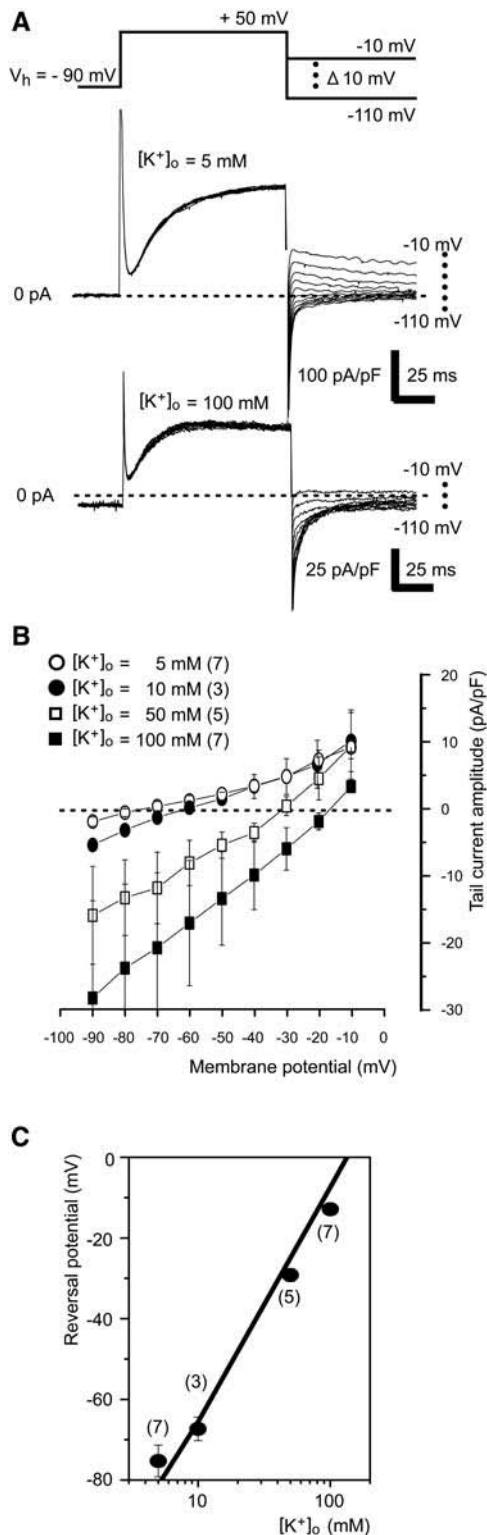 A
+ 50 mV
-10 mV
Vh = - 90 mV
Δ 10 mV
-110 mV
[K⁺]ₒ = 5 mM
-10 mV
0 pA
-110 mV
100 pA/pF
25 ms
[K⁺]ₒ = 100 mM
-10 mV
0 pA
-110 mV
25 pA/pF
25 ms
B
[K⁺]ₒ = 5 mM (7)
[K⁺]ₒ = 10 mM (3)
[K⁺]ₒ = 50 mM (5)
[K⁺]ₒ = 100 mM (7)
20
10
0
-10
-20
-30
Tail current amplitude (pA/pF)
-100 -90 -80 -70 -60 -50 -40 -30 -20 -10 0
Membrane potential (mV)
C
0
-20
-40
-60
-80
Reversal potential (mV)
(7)
(5)
(3)
(7)
10 100
[K⁺]ₒ (mM)